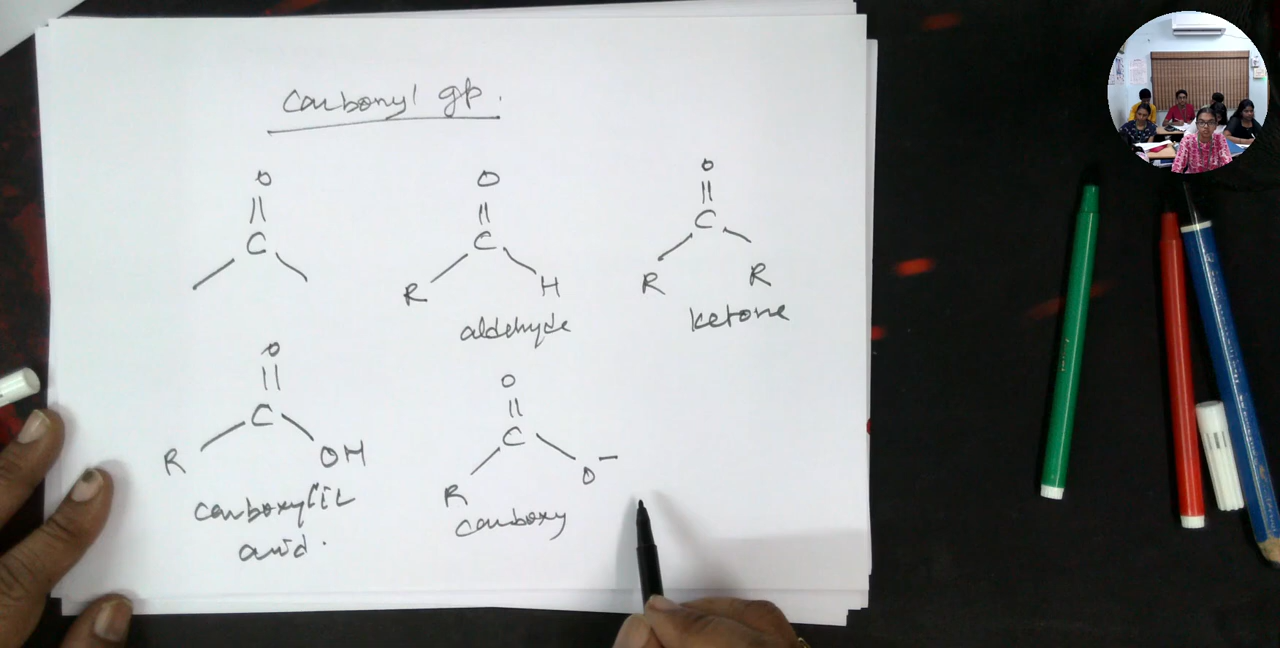 Carbonyl gp.
O
||
C
O
||
C
R H
aldehyde
O
||
C
R R
ketone
O
||
C
R OH
carboxylic
acid.
O
||
C
R O–
carboxy